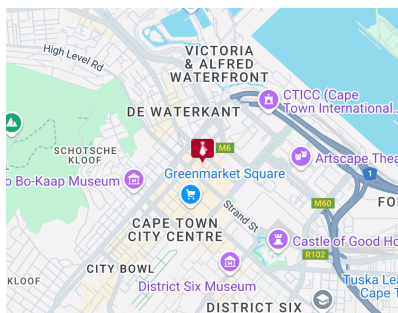 VICTORIA
& ALFRED
WATERFRONT
High Level Rd
CTICC (Cape
Town International...
DE WATERKANT
SCHOTSCHE
KLOOF
M6
Artscape Thea
1
o Bo-Kaap Museum
Greenmarket Square
M60
FO
CAPE TOWN
CITY CENTRE
Strand St
Castle of Good Ho
R102
CITY BOWL
KLOOF
District Six Museum
Tuska Lea
Cape T
DISTRICT SIX